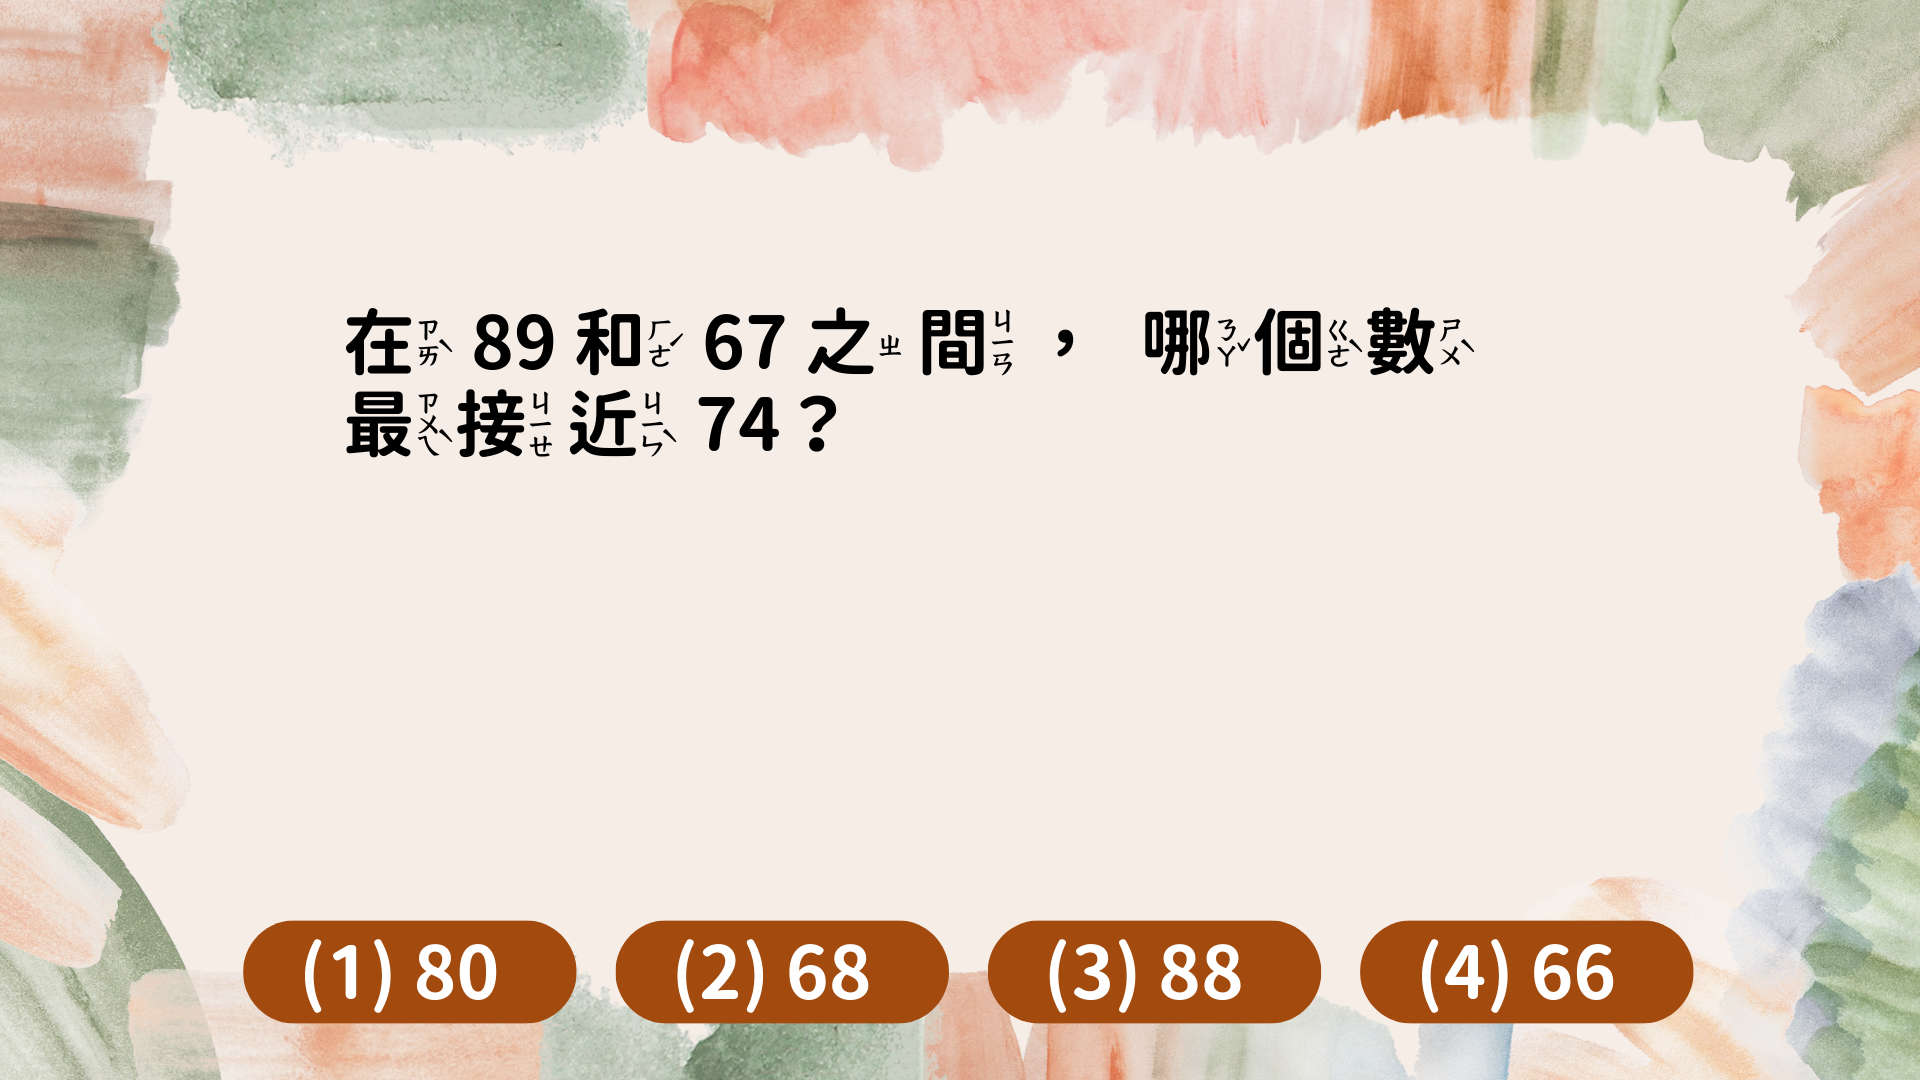 在ㄗㄞˋ 89 和ㄏㄜˊ 67 之ㄓ 間ㄐㄧㄢ ， 哪ㄋㄚˇ 個ㄍㄜˋ 數ㄕㄨˋ
最ㄗㄨㄟˋ 接ㄐㄧㄝ 近ㄐㄧㄣˋ 74？
(1) 80 (2) 68 (3) 88 (4) 66